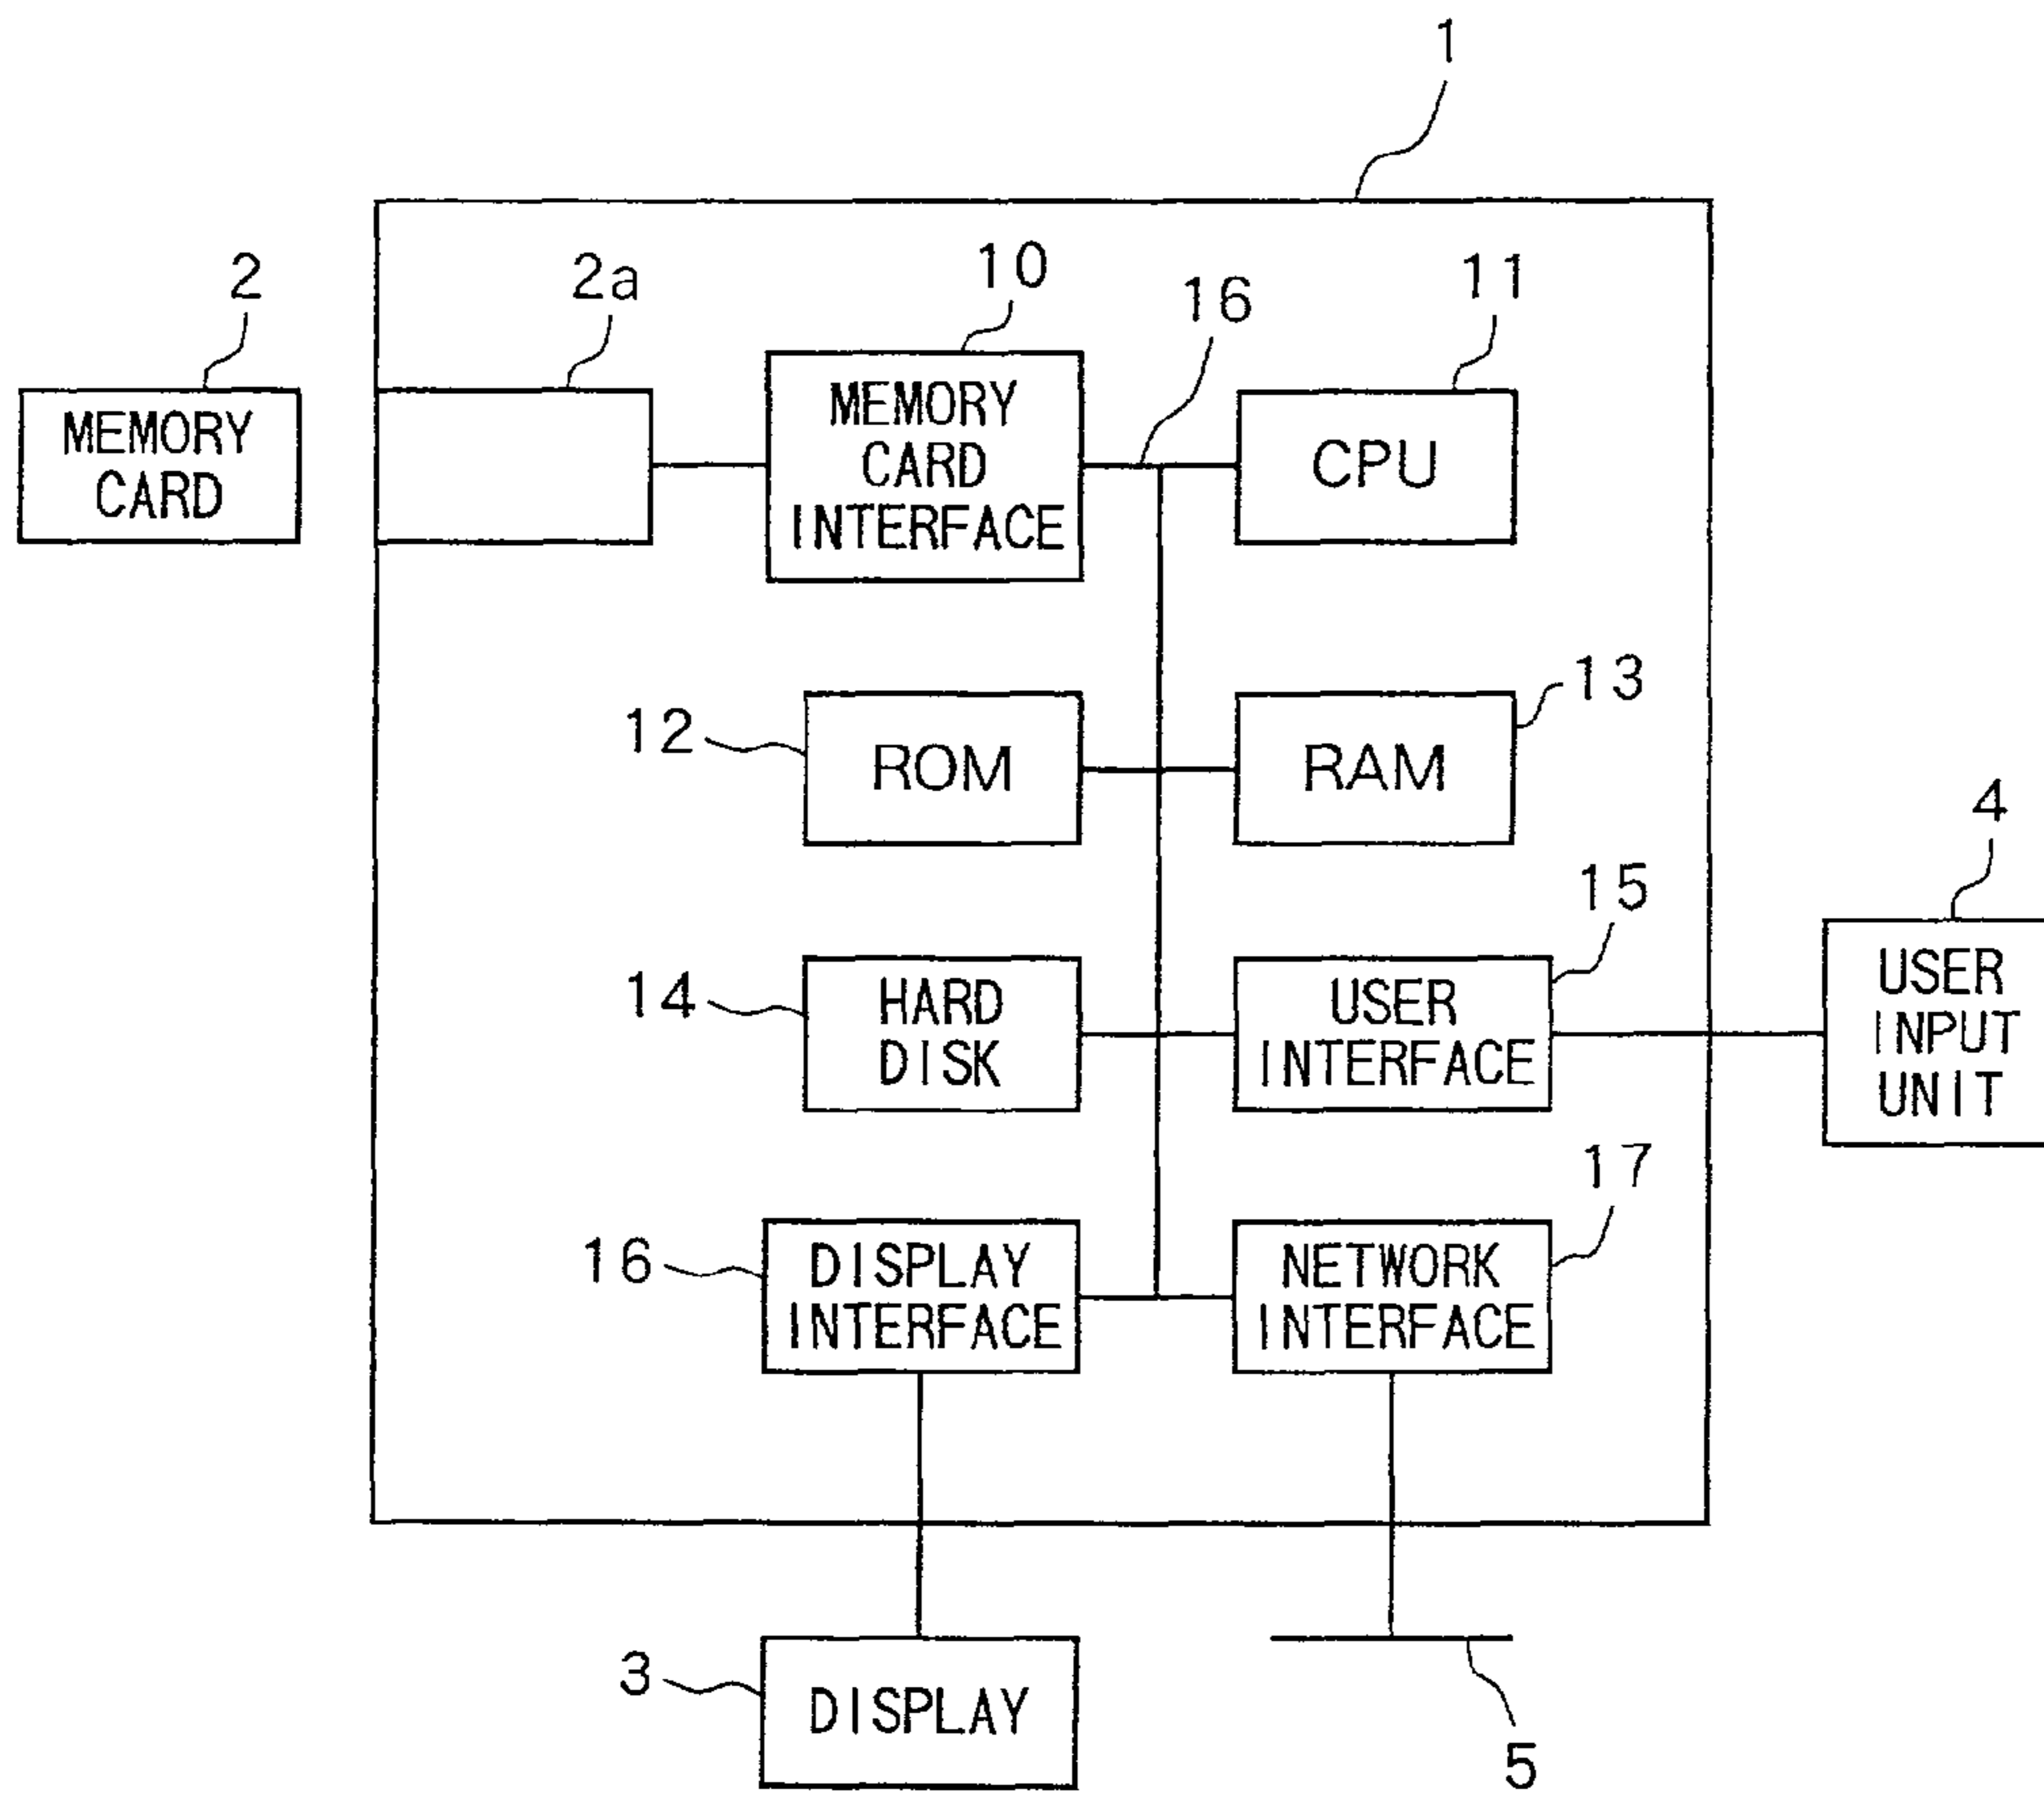 1
2
2a
10
16
11
MEMORY
CARD
MEMORY
CARD
INTERFACE
CPU
12
ROM
RAM
13
4
14
HARD
DISK
15
USER
INTERFACE
USER
INPUT
UNIT
17
16
DISPLAY
INTERFACE
NETWORK
INTERFACE
3
DISPLAY
5